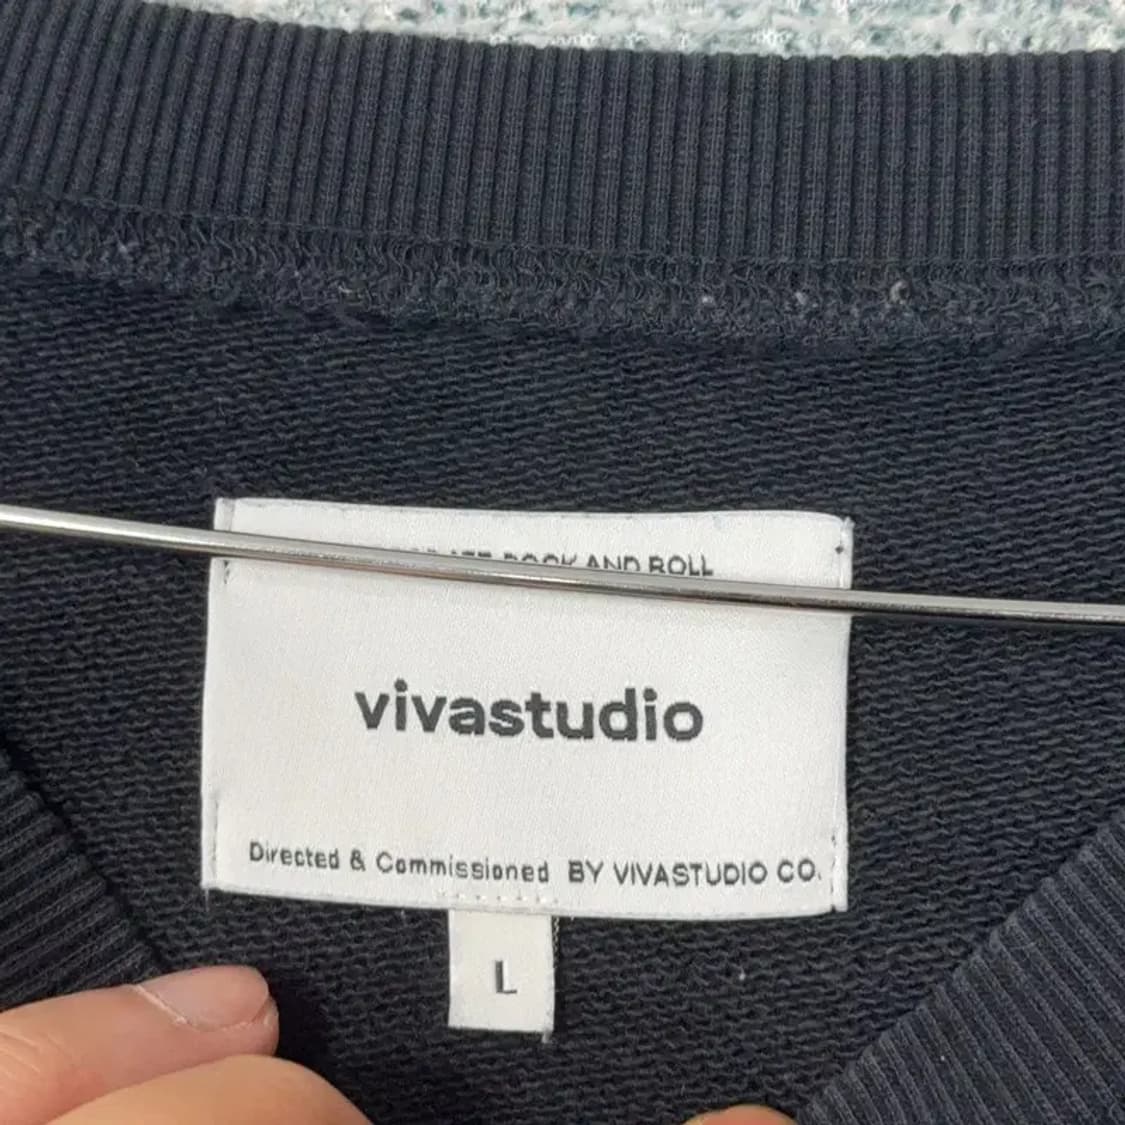 ROCK AND ROLL
vivastudio
Directed & Commissioned BY VIVASTUDIO CO.
L